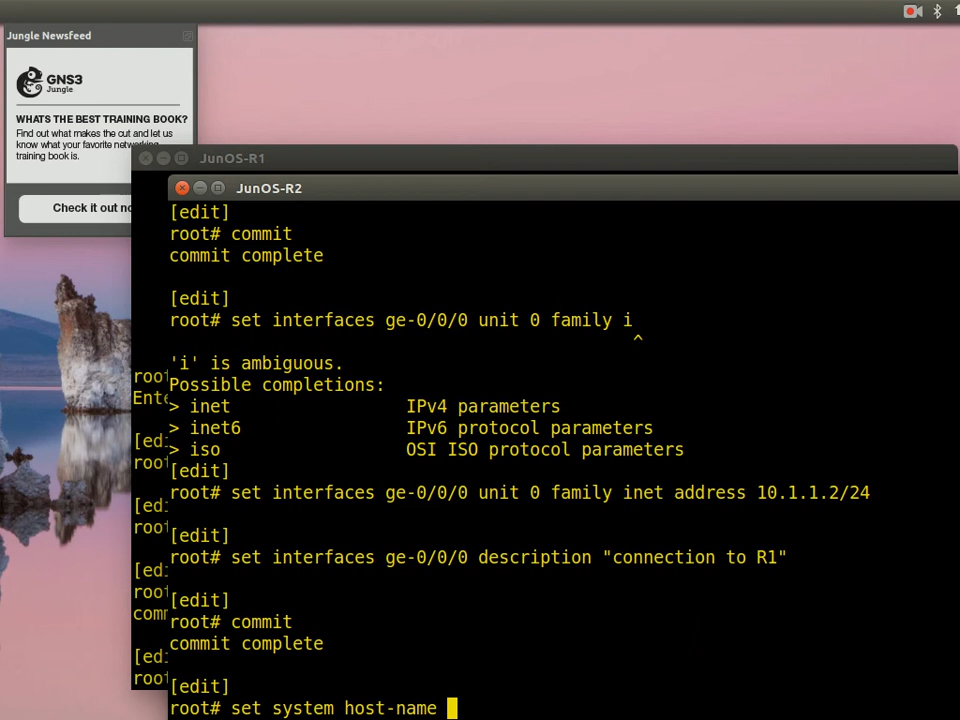 Jungle Newsfeed
GNS3
Jungle
WHATS THE BEST TRAINING BOOK?
Find out what makes the cut and let us
know what your favorite networking
training book is.
Check it out
JunOS-R1
JunOS-R2
[edit]
root# commit
commit complete
[edit]
root# set interfaces ge-0/0/0 unit 0 family i
^
'i' is ambiguous.
Possible completions:
> inet IPv4 parameters
> inet6 IPv6 protocol parameters
> iso OSI ISO protocol parameters
[edit]
root# set interfaces ge-0/0/0 unit 0 family inet address 10.1.1.2/24
[edit]
root# set interfaces ge-0/0/0 description "connection to R1"
[edit]
root# commit
commit complete
[edit]
root# set system host-name